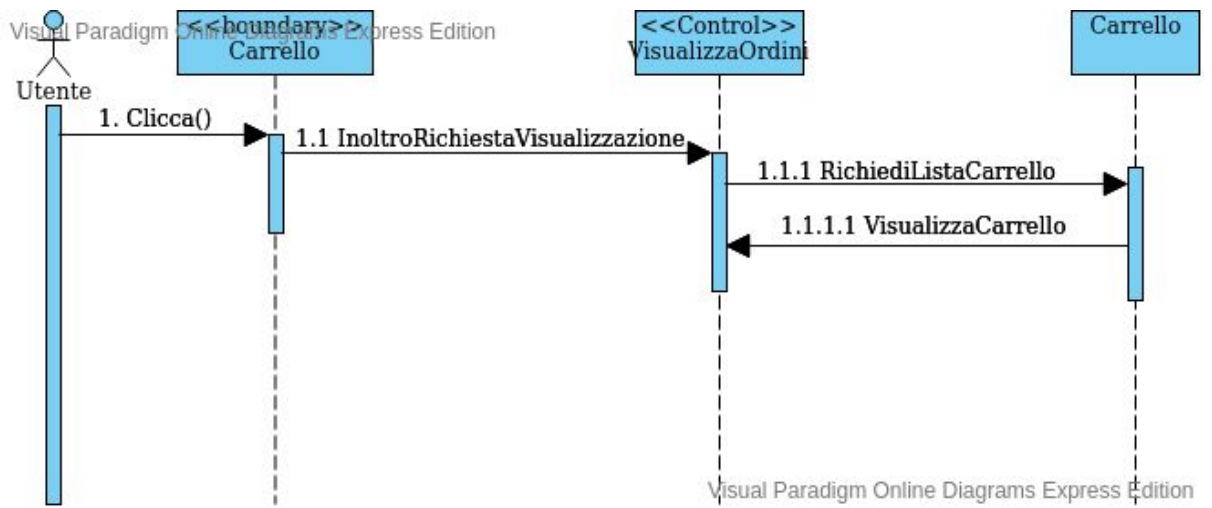 Visual Paradigm Online Diagrams Express Edition
<<boundary>>
Carrello
<<Control>>
VisualizzaOrdini
Carrello
Utente
1. Clicca()
1.1 InoltroRichiestaVisualizzazione
1.1.1 RichiediListaCarrello
1.1.1.1 VisualizzaCarrello
Visual Paradigm Online Diagrams Express Edition